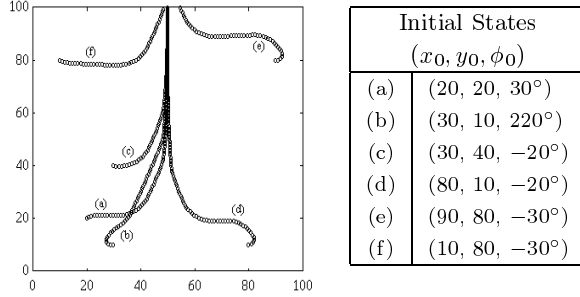 100
80
60
40
20
0
0 20 40 60 80 100
(f)
(e)
(c)
(a)
(d)
(b)
Initial States
(x₀, y₀, ϕ₀)
(a) (20, 20, 30°)
(b) (30, 10, 220°)
(c) (30, 40, −20°)
(d) (80, 10, −20°)
(e) (90, 80, −30°)
(f) (10, 80, −30°)